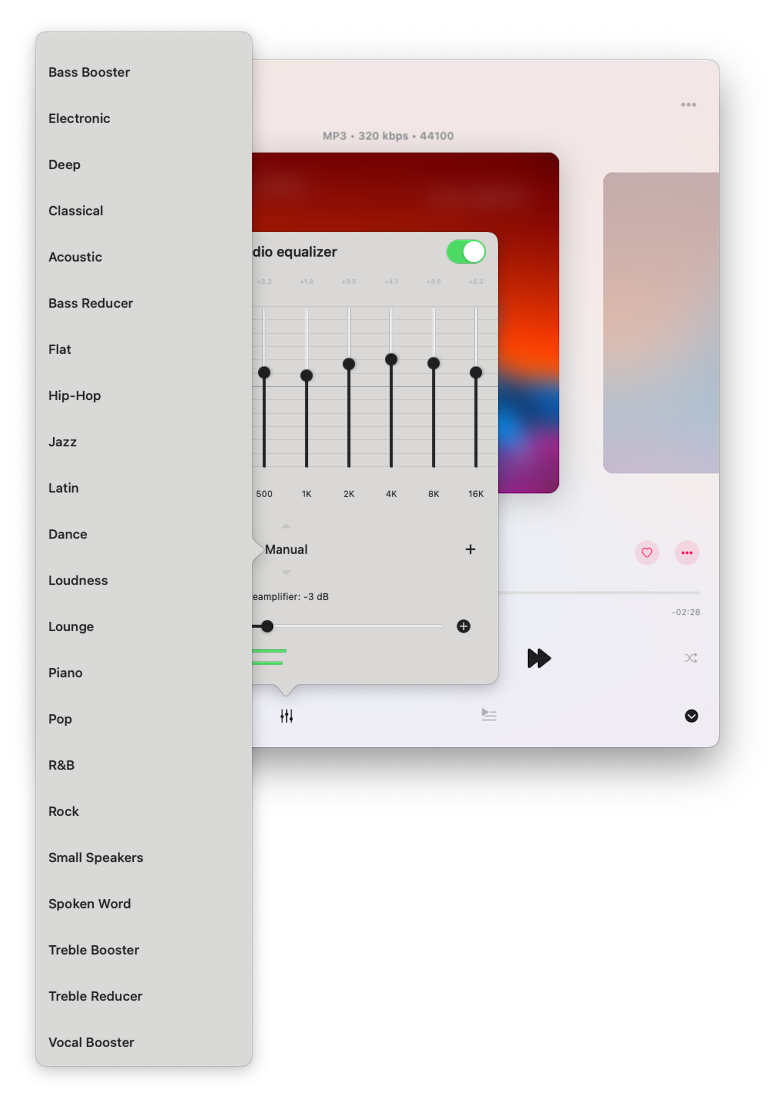 Bass Booster
Electronic
Deep
Classical
Acoustic
Bass Reducer
Flat
Hip-Hop
Jazz
Latin
Dance
Loudness
Lounge
Piano
Pop
R&B
Rock
Small Speakers
Spoken Word
Treble Booster
Treble Reducer
Vocal Booster
MP3 • 320 kbps • 44100
dio equalizer
+2.2 +1.6 +3.5 +4.1 +3.5 +2.2
500 1K 2K 4K 8K 16K
Manual
eamplifier: -3 dB
-02:28